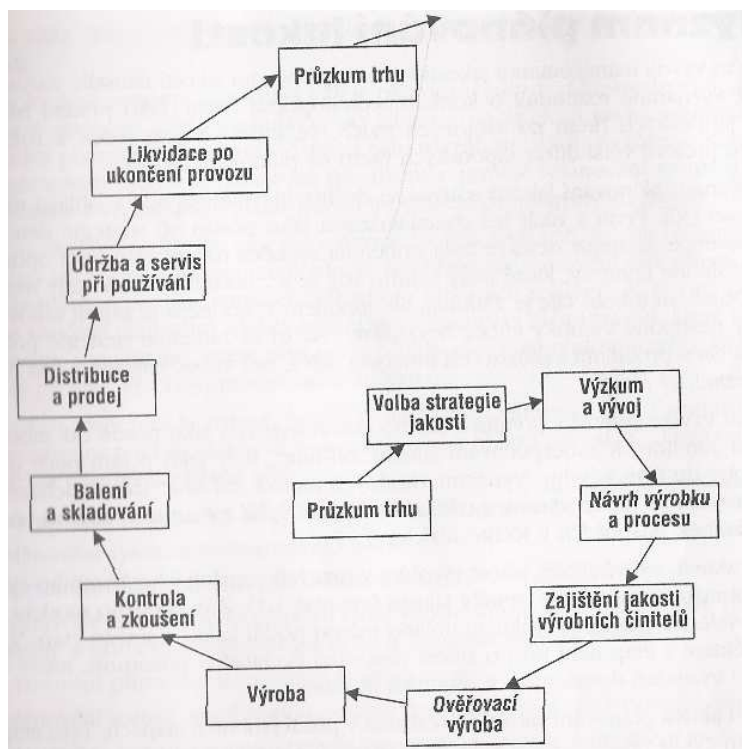 Průzkum trhu
Likvidace po
ukončení provozu
Údržba a servis
při používání
Distribuce
a prodej
Balení
a skladování
Kontrola
a zkoušení
Výroba
Ověřovací
výroba
Zajištění jakosti
výrobních činitelů
Návrh výrobku
a procesu
Výzkum
a vývoj
Volba strategie
jakosti
Průzkum trhu